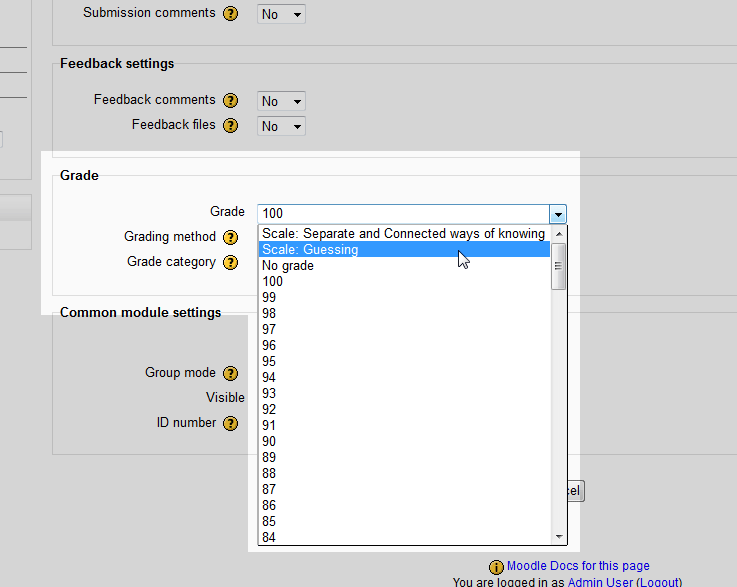 Submission comments ? No
Feedback settings
Feedback comments ? No
Feedback files ? No
Grade
Grade 100
Grading method ?
Grade category ?
Scale: Separate and Connected ways of knowing
Scale: Guessing
No grade
100
99
98
97
96
95
94
93
92
91
90
89
88
87
86
85
84
Common module settings
Group mode ?
Visible
ID number ?
cel
Moodle Docs for this page
You are logged in as Admin User (Logout)